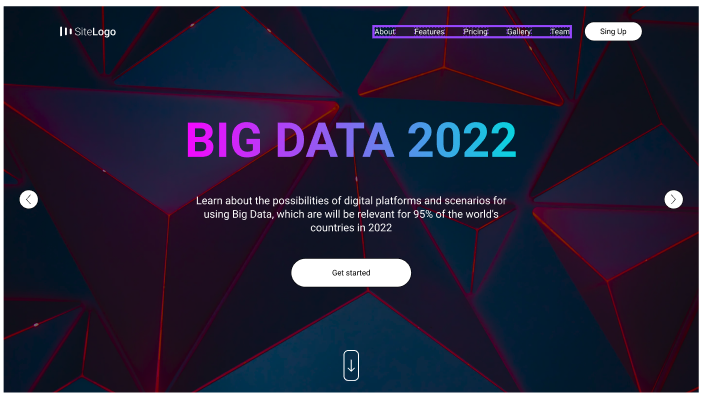 SiteLogo
About Features Pricing Gallery Team
Sing Up
BIG DATA 2022
Learn about the possibilities of digital platforms and scenarios for
using Big Data, which are will be relevant for 95% of the world's
countries in 2022
Get started